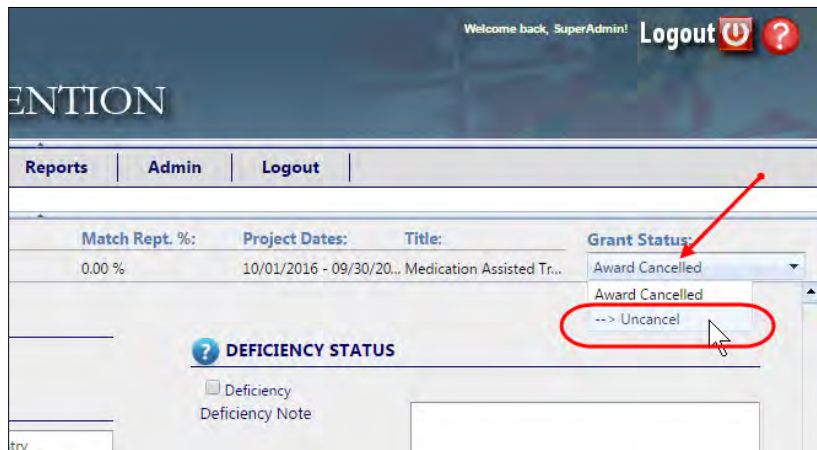 Welcome back, SuperAdmin! Logout
ENTION
Reports Admin Logout
Match Rept. %: Project Dates: Title: Grant Status:
0.00 % 10/01/2016 - 09/30/20... Medication Assisted Tr... Award Cancelled
Award Cancelled
--> Uncancel
? DEFICIENCY STATUS
Deficiency
Deficiency Note
try